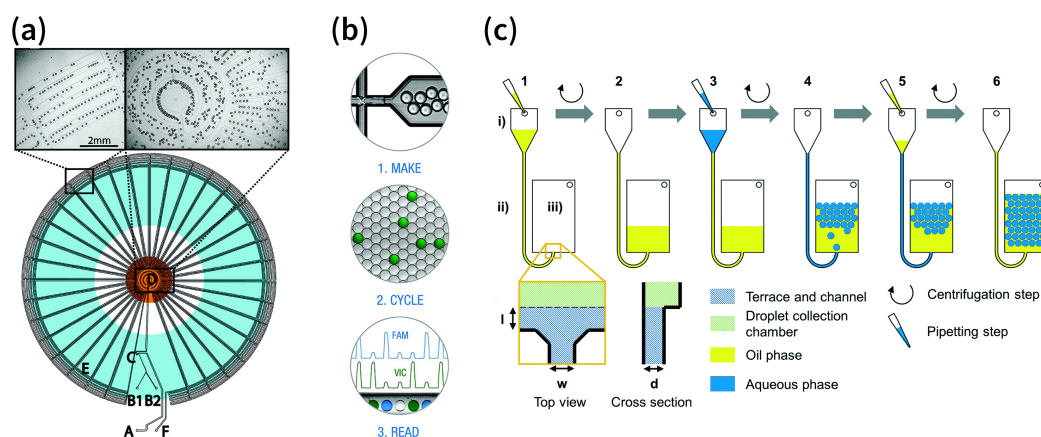 (a)
2mm
C
E
B1 B2
A
F
(b)
1. MAKE
2. CYCLE
FAM
VIC
3. READ
(c)
1
2
3
4
5
6
i)
ii)
iii)
l
w
d
Top view
Cross section
Terrace and channel
Droplet collection
chamber
Oil phase
Aqueous phase
Centrifugation step
Pipetting step